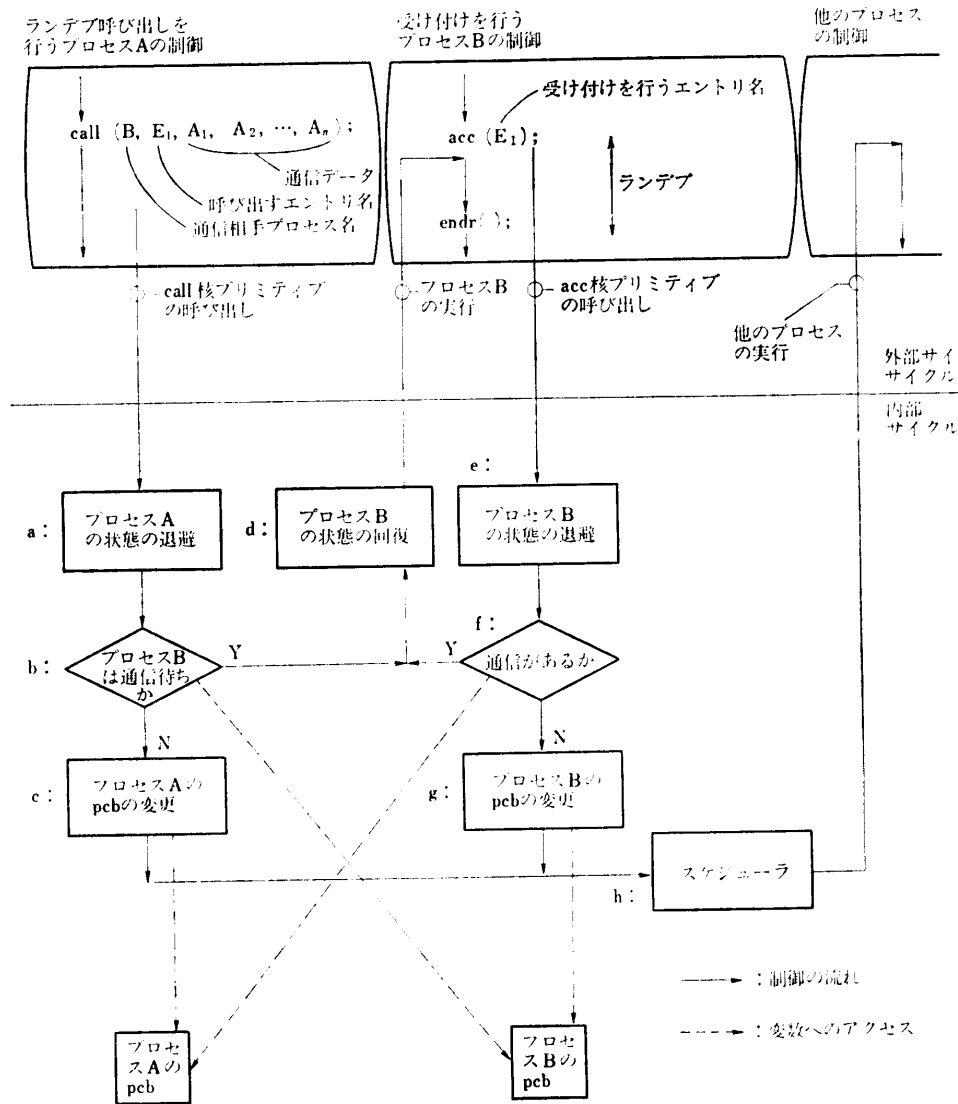 ランデブ呼び出しを
行うプロセスAの制御
受け付けを行う
プロセスBの制御
他のプロセス
の制御
受け付けを行うエントリ名
call (B, E₁, A₁, A₂, …, Aₙ);
acc (E₁);
通信データ
ランデブ
呼び出すエントリ名
通信相手プロセス名
endr( );
call核プリミティブ
の呼び出し
プロセスB
の実行
acc核プリミティブ
の呼び出し
他のプロセス
の実行
外部サイ
サイクル
内部
サイクル
a:
プロセスA
の状態の退避
d:
プロセスB
の状態の回復
e:
プロセスB
の状態の退避
b:
プロセスB
は通信待ち
か
Y
Y
f:
通信があるか
N
N
c:
プロセスAの
pcbの変更
g:
プロセスBの
pcbの変更
h:
スケジューラ
:制御の流れ
:変数へのアクセス
プロセ
スAの
pcb
プロセ
スBの
pcb